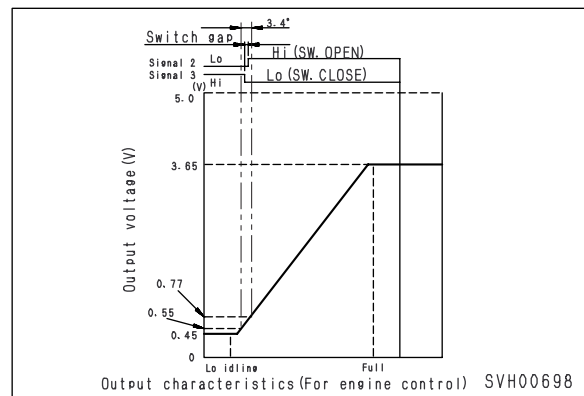 3-4°
Switch gap
Signal 2 Lo
Hi (SW. OPEN)
Signal 3 Hi
Lo (SW. CLOSE)
(V)
5.0
3.65
0.77
0.55
0.45
0
Output voltage (V)
Lo idling
Full
Output characteristics (For engine control) SVH00698